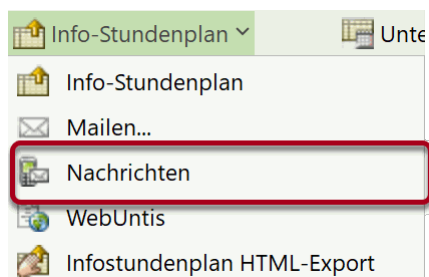 Info-Stundenplan
Info-Stundenplan
Mailen...
Nachrichten
WebUntis
Infostundenplan HTML-Export